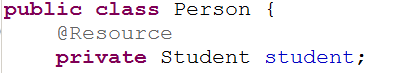 public class Person {
    @Resource
    private Student student;